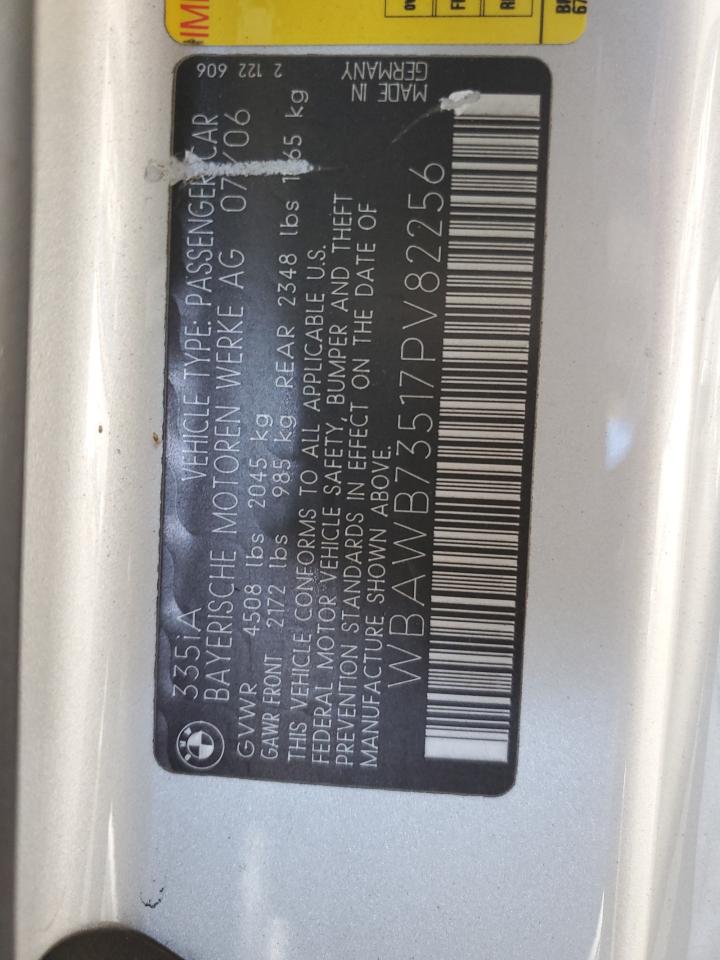 335iA VEHICLE TYPE: PASSENGER CAR 2 122 606
BAYERISCHE MOTOREN WERKE AG 07/06
GVWR 4508 lbs 2045 kg
GAWR FRONT 2172 lbs 985 kg REAR 2348 lbs kg
THIS VEHICLE CONFORMS TO ALL APPLICABLE U.S.
FEDERAL MOTOR VEHICLE SAFETY, BUMPER AND THEFT
PREVENTION STANDARDS IN EFFECT ON THE DATE OF
MANUFACTURE SHOWN ABOVE.
MADE IN
GERMANY
WBAWB73517PV82256